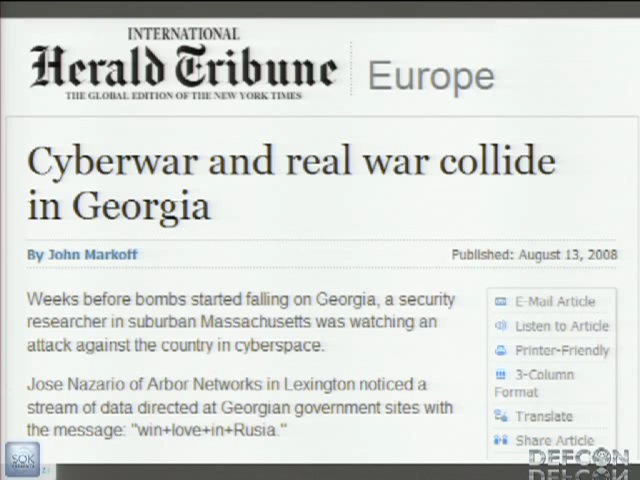 INTERNATIONAL
Herald Tribune
THE GLOBAL EDITION OF THE NEW YORK TIMES
Europe
Cyberwar and real war collide
in Georgia
By John Markoff
Published: August 13, 2008
Weeks before bombs started falling on Georgia, a security
researcher in suburban Massachusetts was watching an
attack against the country in cyberspace.
Jose Nazario of Arbor Networks in Lexington noticed a
stream of data directed at Georgian government sites with
the message: "win+love+in+Rusia."
E-Mail Article
Listen to Article
Printer-Friendly
3-Column
Format
Translate
Share Article
SOK
DEFCON